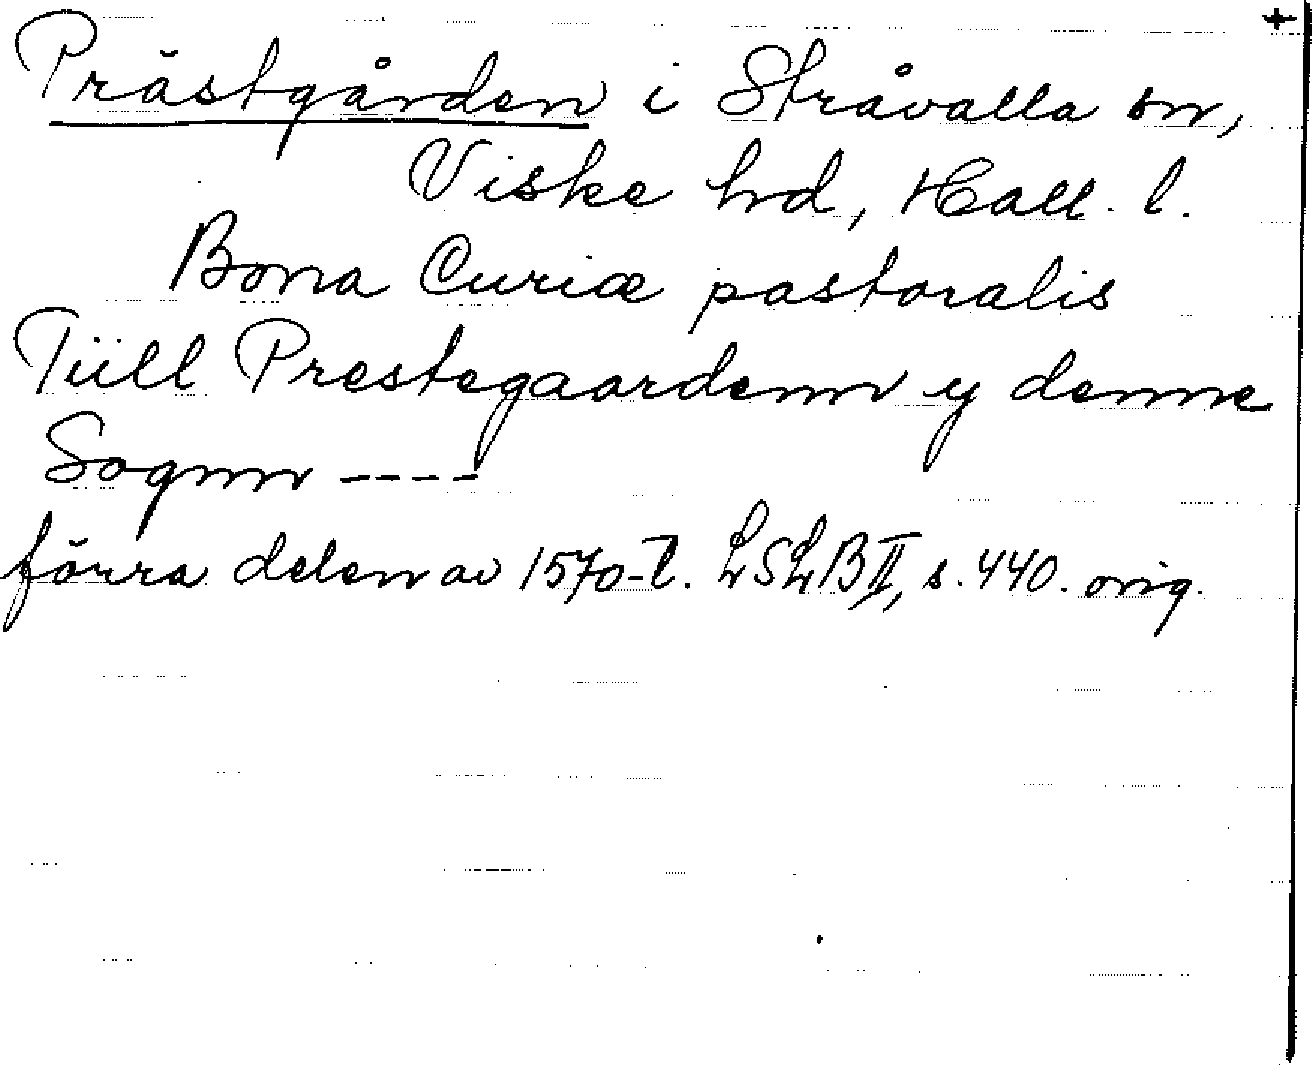 +
Prästgården i Stråvalla sn,
Viske hd, Hall. l.
Bona Curiæ pastoralis
Tiill Prestegaardenn y denne
Sognn ----
förra delen av 1570-t. LSLB II, s. 440. orig.